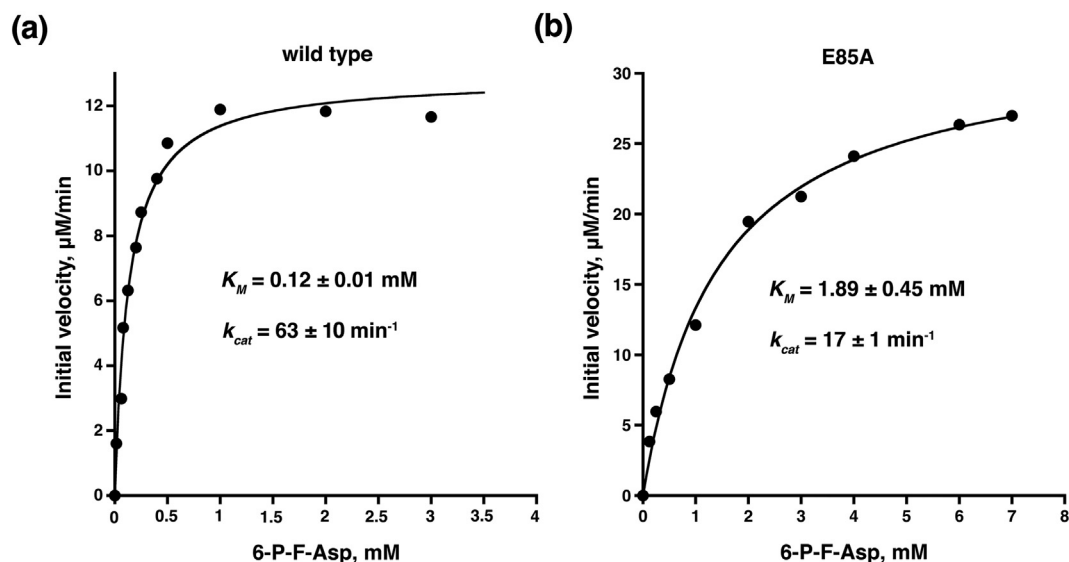 (a)
wild type
Initial velocity, µM/min
12
10
8
6
4
2
0
K_M = 0.12 ± 0.01 mM
k_cat = 63 ± 10 min⁻¹
0 0.5 1 1.5 2 2.5 3 3.5 4
6-P-F-Asp, mM
(b)
E85A
Initial velocity, µM/min
30
25
20
15
10
5
0
K_M = 1.89 ± 0.45 mM
k_cat = 17 ± 1 min⁻¹
0 1 2 3 4 5 6 7 8
6-P-F-Asp, mM